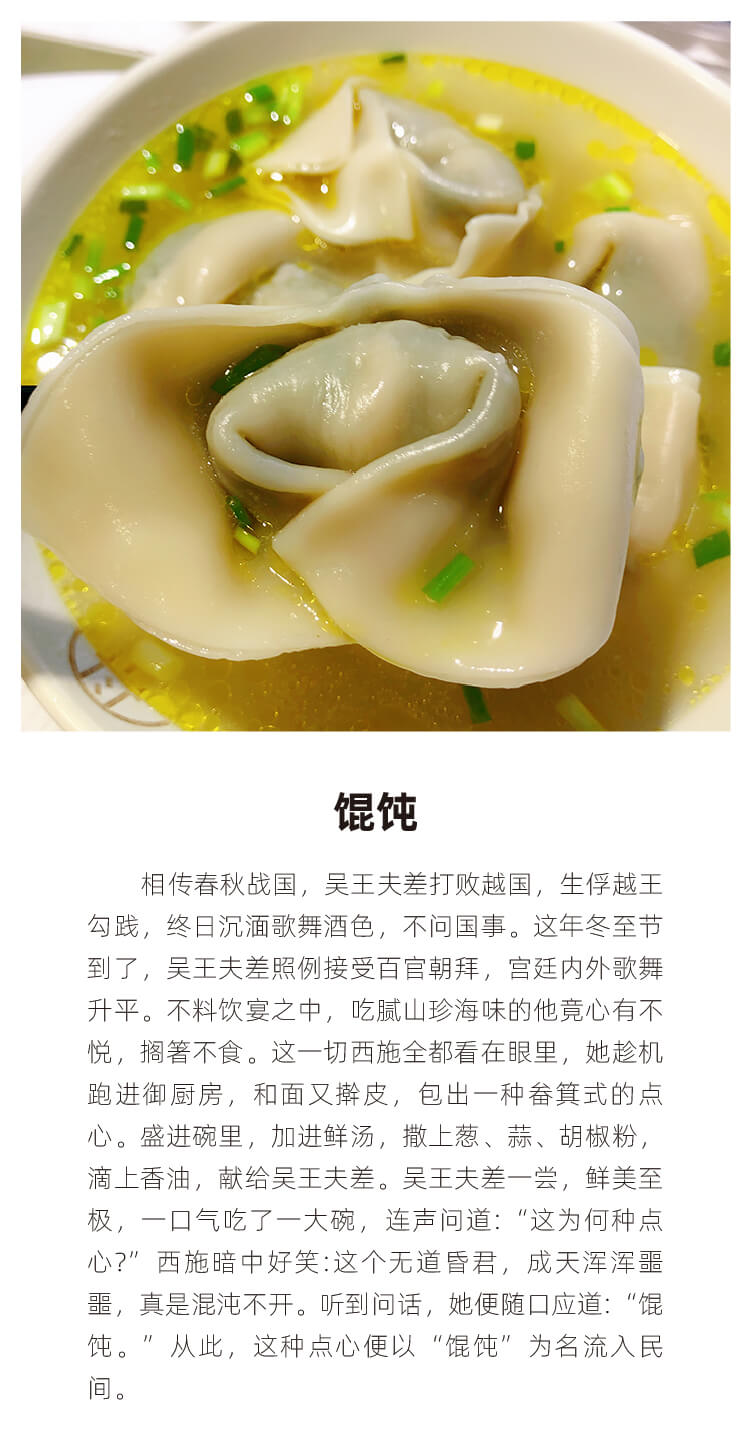 馄饨
相传春秋战国，吴王夫差打败越国，生俘越王
勾践，终日沉湎歌舞酒色，不问国事。这年冬至节
到了，吴王夫差照例接受百官朝拜，宫廷内外歌舞
升平。不料饮宴之中，吃腻山珍海味的他竟心有不
悦，搁箸不食。这一切西施全都看在眼里，她趁机
跑进御厨房，和面又擀皮，包出一种畚箕式的点
心。盛进碗里，加进鲜汤，撒上葱、蒜、胡椒粉，
滴上香油，献给吴王夫差。吴王夫差一尝，鲜美至
极，一口气吃了一大碗，连声问道：“这为何种点
心?” 西施暗中好笑:这个无道昏君，成天浑浑噩
噩，真是混沌不开。听到问话，她便随口应道：“馄
饨。” 从此，这种点心便以“馄饨”为名流入民
间。